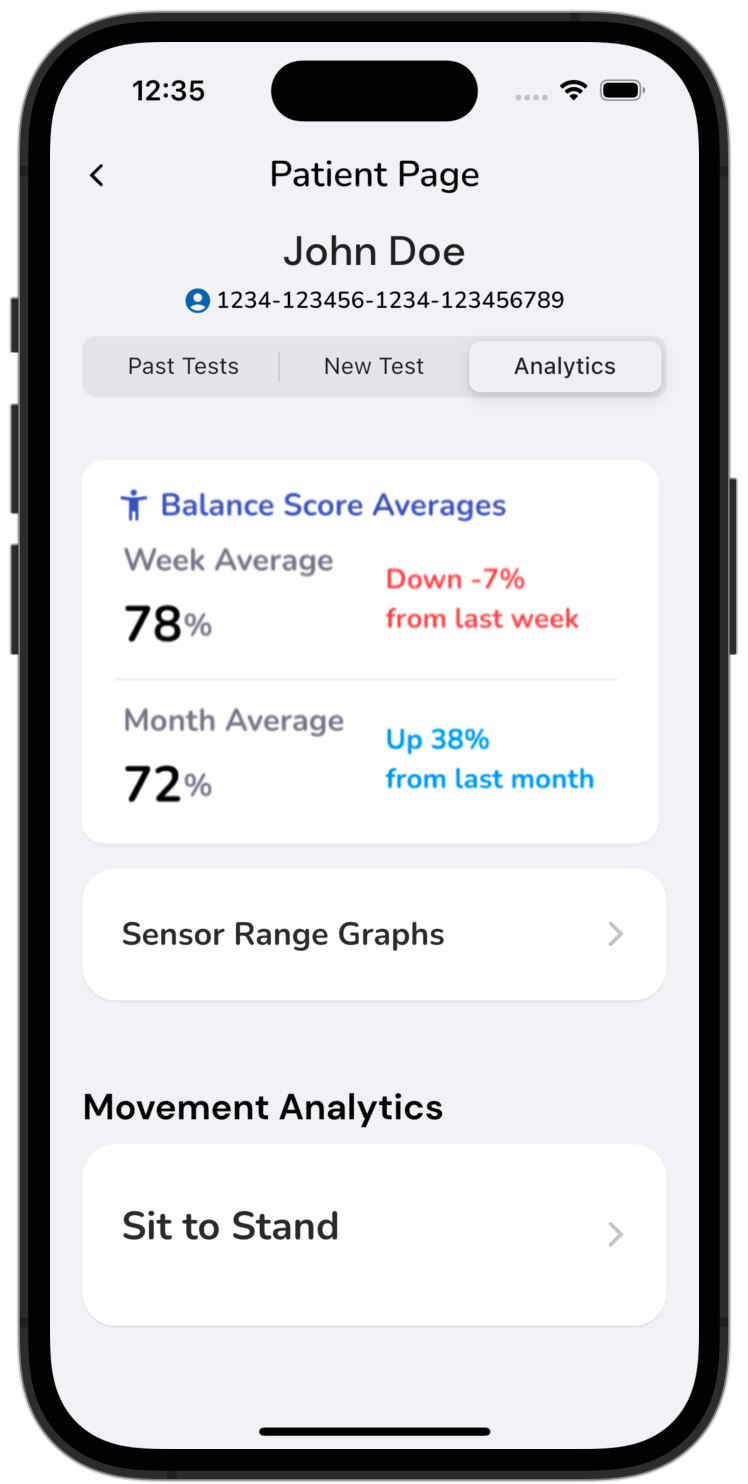 12:35
Patient Page
John Doe
1234-123456-1234-123456789
Past Tests
New Test
Analytics
Balance Score Averages
Week Average
78%
Down -7%
from last week
Month Average
72%
Up 38%
from last month
Sensor Range Graphs
Movement Analytics
Sit to Stand